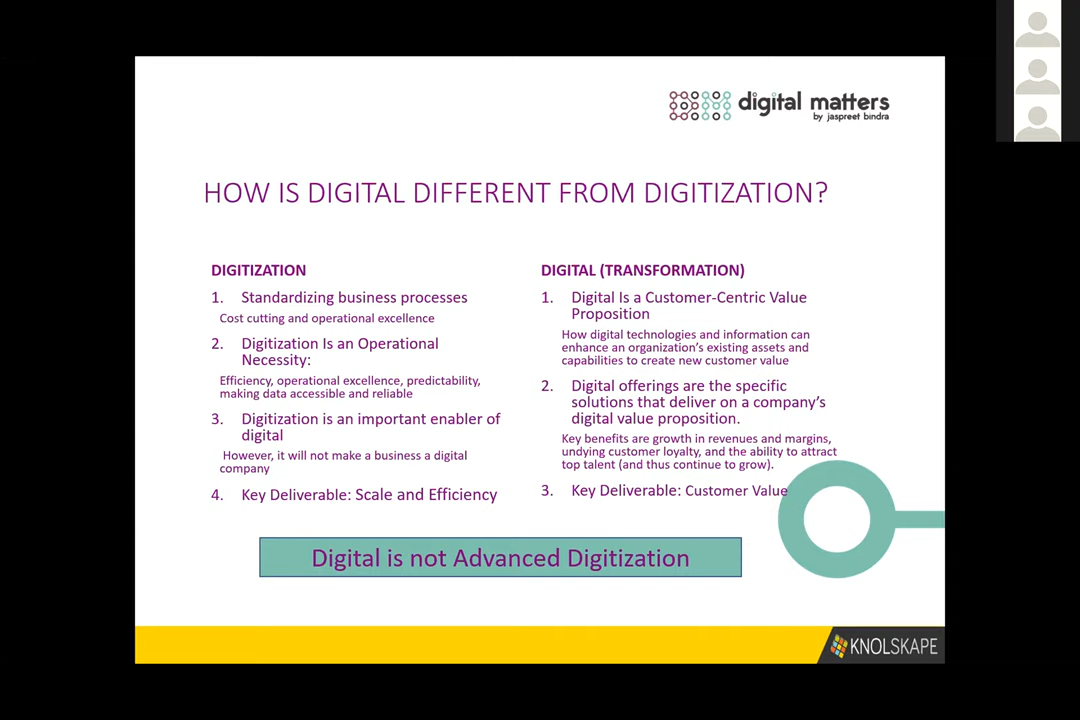 digital matters
by jaspreet bindra
HOW IS DIGITAL DIFFERENT FROM DIGITIZATION?
DIGITIZATION
1. Standardizing business processes
Cost cutting and operational excellence
2. Digitization Is an Operational
Necessity:
Efficiency, operational excellence, predictability,
making data accessible and reliable
3. Digitization is an important enabler of
digital
However, it will not make a business a digital
company
4. Key Deliverable: Scale and Efficiency
DIGITAL (TRANSFORMATION)
1. Digital Is a Customer-Centric Value
Proposition
How digital technologies and information can
enhance an organization's existing assets and
capabilities to create new customer value
2. Digital offerings are the specific
solutions that deliver on a company's
digital value proposition.
Key benefits are growth in revenues and margins,
undying customer loyalty, and the ability to attract
top talent (and thus continue to grow).
3. Key Deliverable: Customer Value
Digital is not Advanced Digitization
KNOLSKAPE